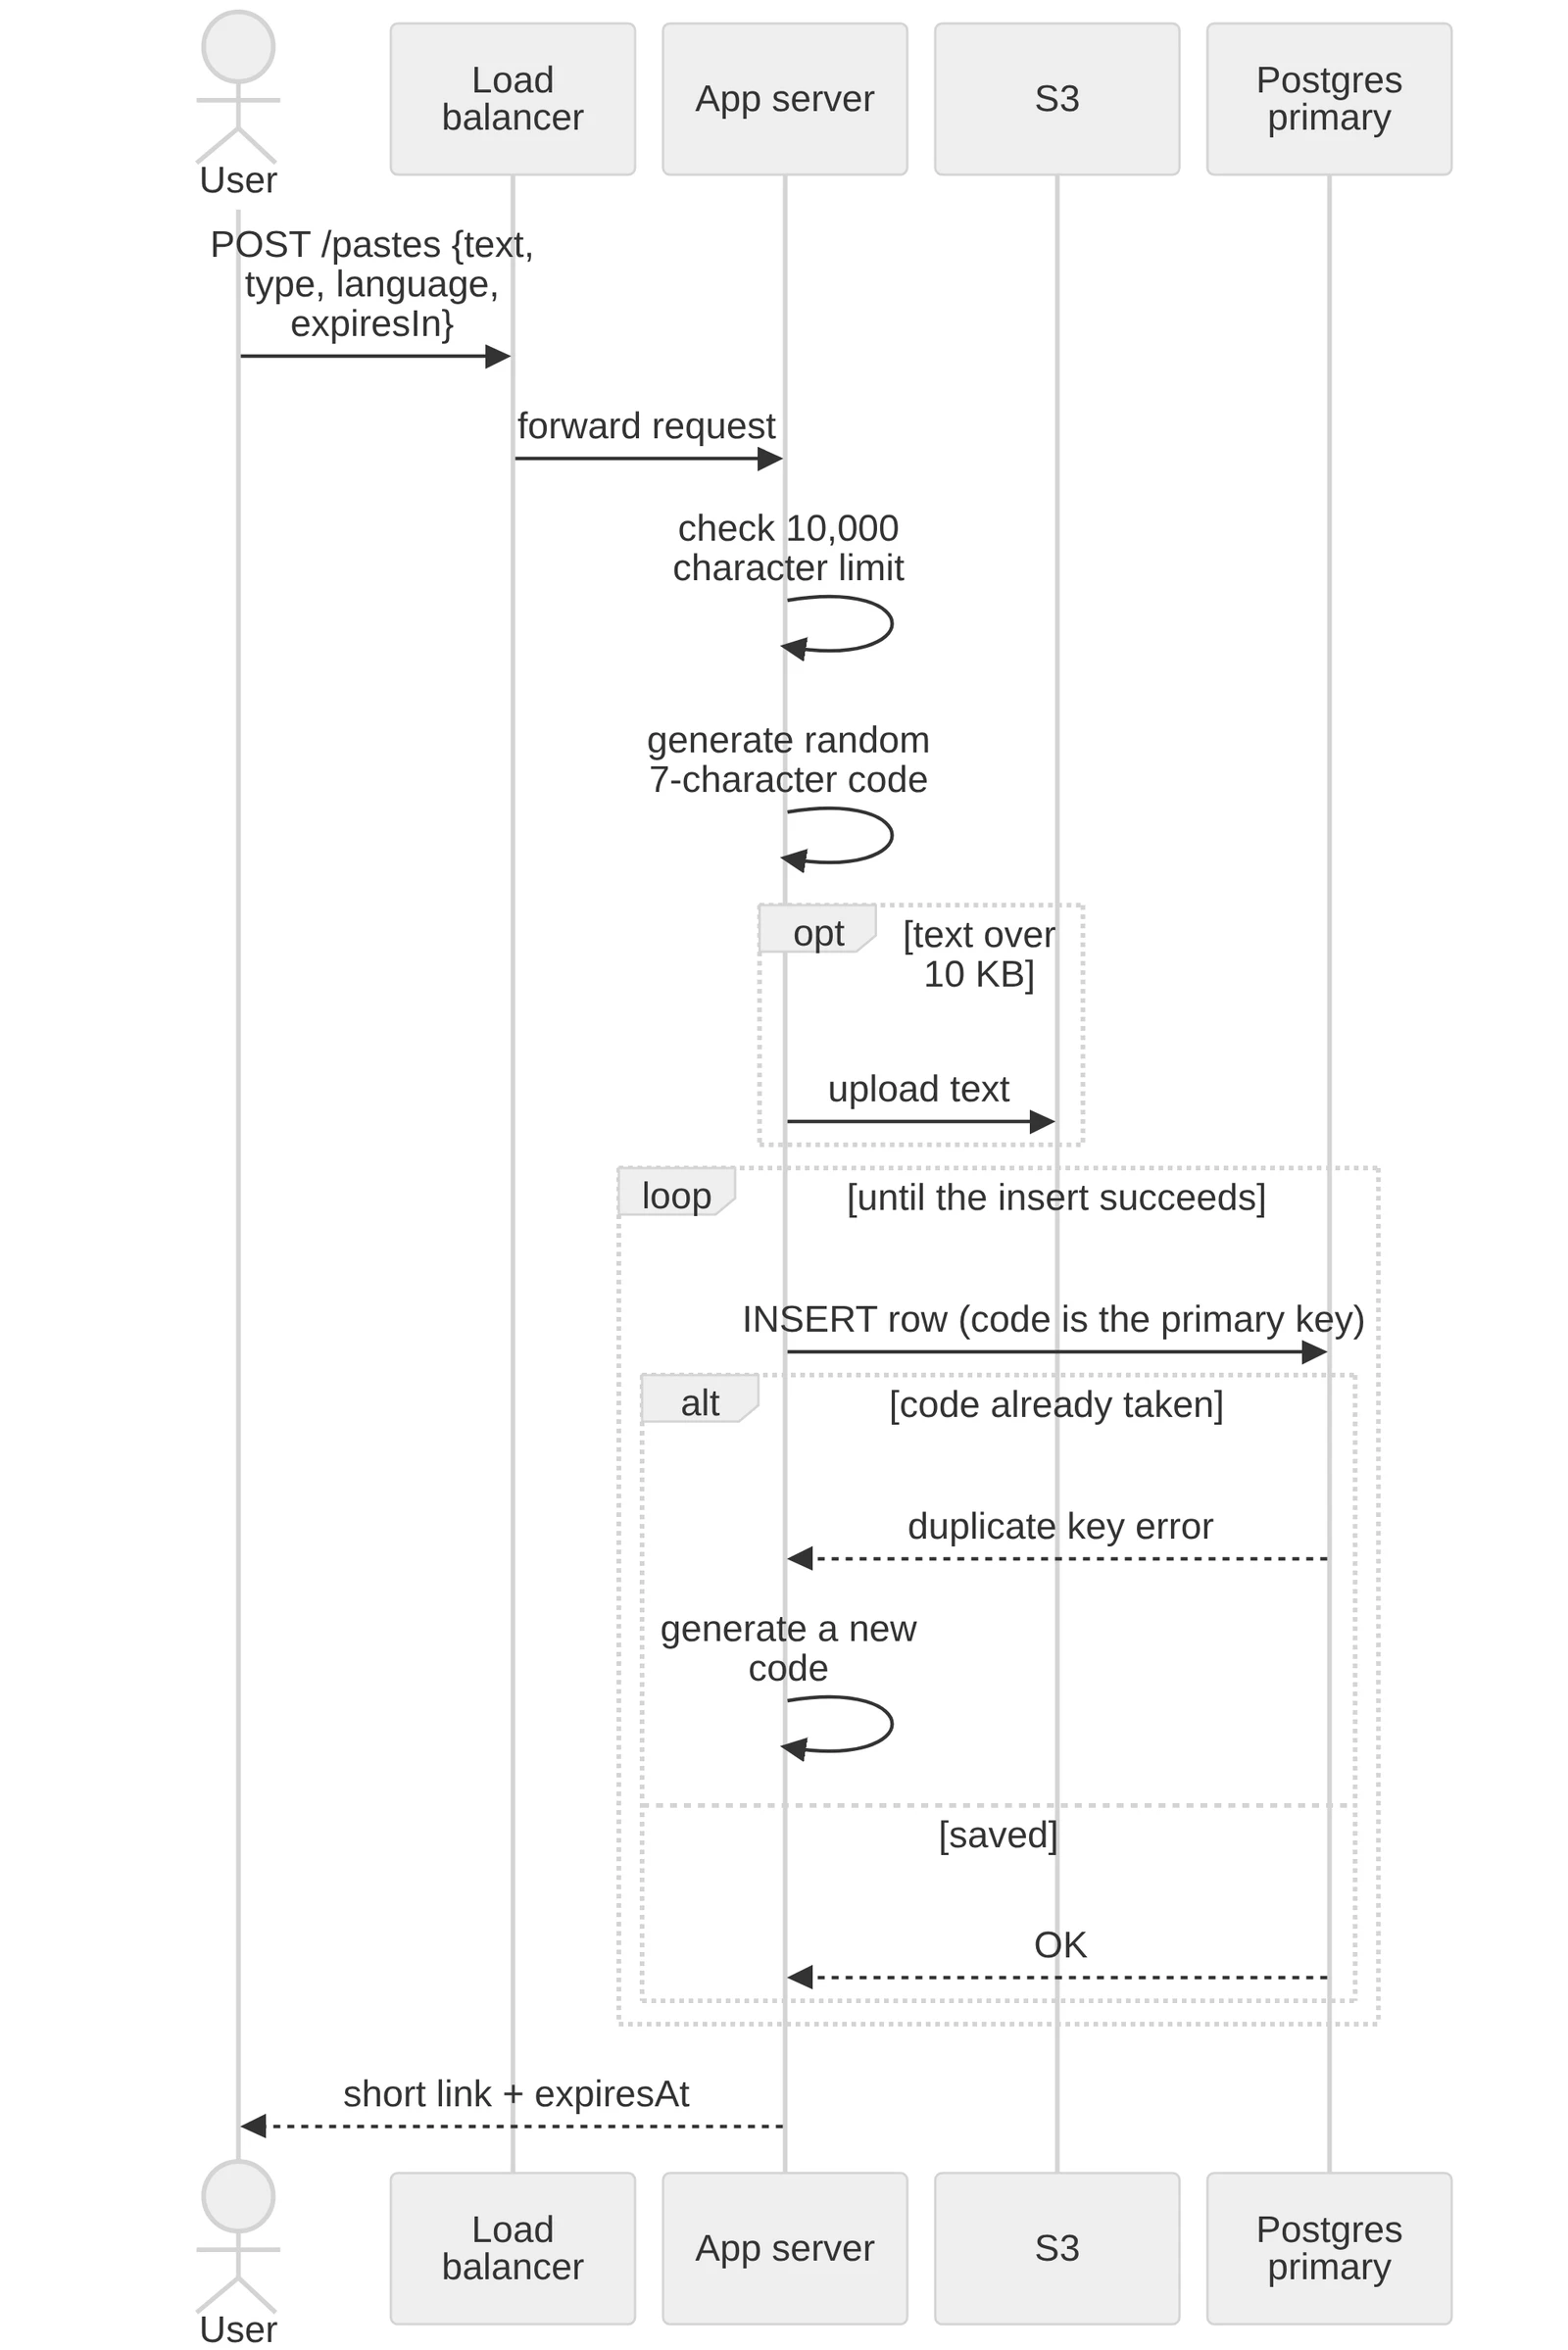 User
Load
balancer
App server
S3
Postgres
primary
POST /pastes {text,
type, language,
expiresIn}
forward request
check 10,000
character limit
generate random
7-character code
opt
[text over
10 KB]
upload text
loop
[until the insert succeeds]
INSERT row (code is the primary key)
alt
[code already taken]
duplicate key error
generate a new
code
[saved]
OK
short link + expiresAt
User
Load
balancer
App server
S3
Postgres
primary